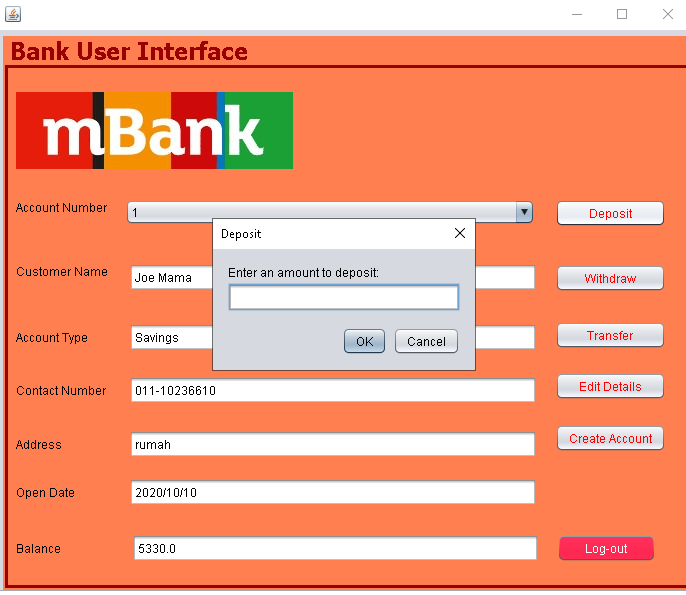 Bank User Interface
mBank
Account Number
1
Deposit
Deposit
Enter an amount to deposit:
OK
Cancel
Customer Name
Joe Mama
Withdraw
Account Type
Savings
Transfer
Contact Number
011-10236610
Edit Details
Address
rumah
Create Account
Open Date
2020/10/10
Balance
5330.0
Log-out